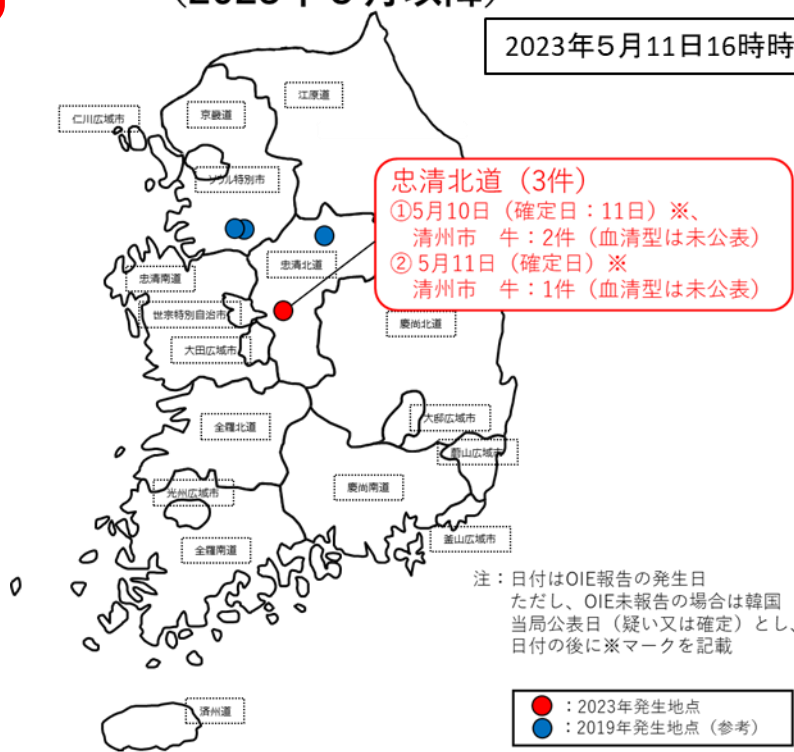 2023年5月11日16時時
江原道
京畿道
仁川広域市
ソウル特別市
忠清北道（3件）
①5月10日（確定日：11日）※、
清州市　牛：2件（血清型は未公表）
② 5月11日（確定日）※
清州市　牛：1件（血清型は未公表）
忠清北道
忠清南道
世宗特別自治市
慶尚北道
大田広域市
大邱広域市
全羅北道
蔚山広域市
慶尚南道
光州広域市
釜山広域市
全羅南道
注：日付はOIE報告の発生日
ただし、OIE未報告の場合は韓国
当局公表日（疑い又は確定）とし、
日付の後に※マークを記載
済州道
：2023年発生地点
：2019年発生地点（参考）